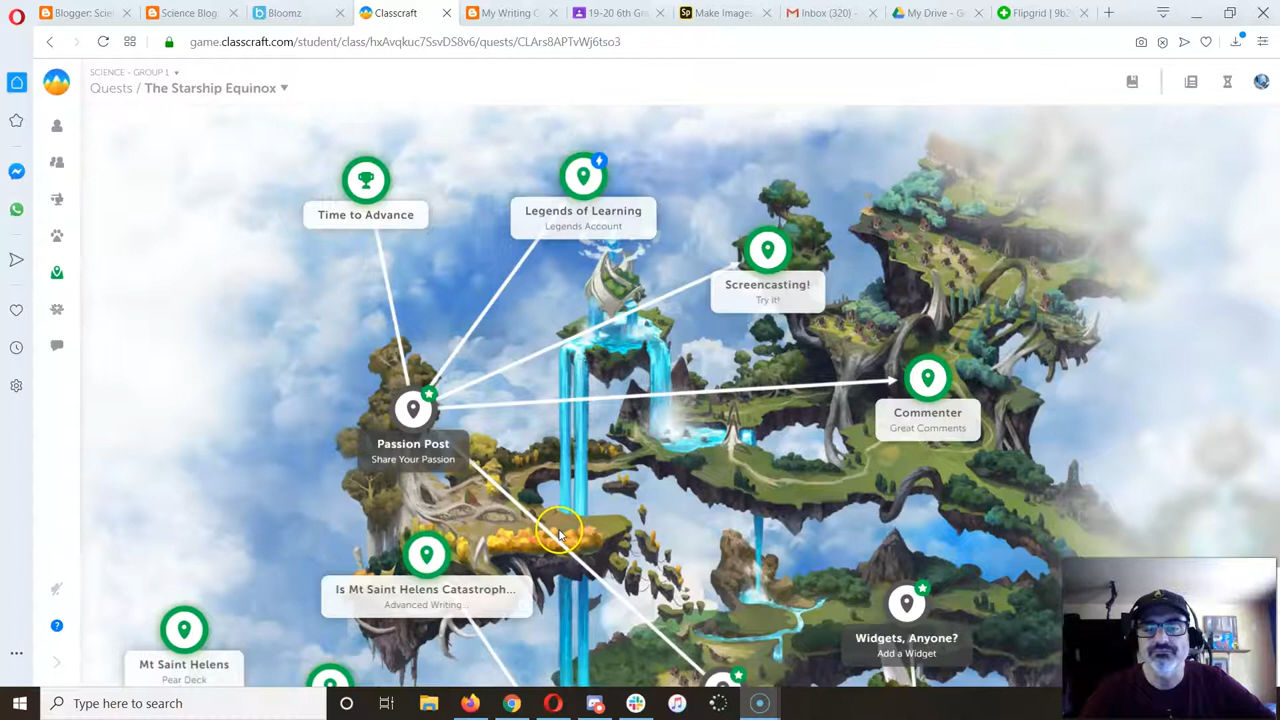 Blogger: Scien
Science Blog
Bloomz
Classcraft
My Writing C
19-20 6th Gra
Make Images
Inbox (320) -
My Drive - Go
Flipgrid | 9b2
game.classcraft.com/student/class/hxAvqkuc7SsvDS8v6/quests/CLArs8APTvWj6tso3
SCIENCE - GROUP 1
Quests / The Starship Equinox
Time to Advance
Legends of Learning
Legends Account
Screencasting!
Try it!
Commenter
Great Comments
Passion Post
Share Your Passion
Is Mt Saint Helens Catastroph...
Advanced Writing...
Widgets, Anyone?
Add a Widget
Mt Saint Helens
Pear Deck
Type here to search